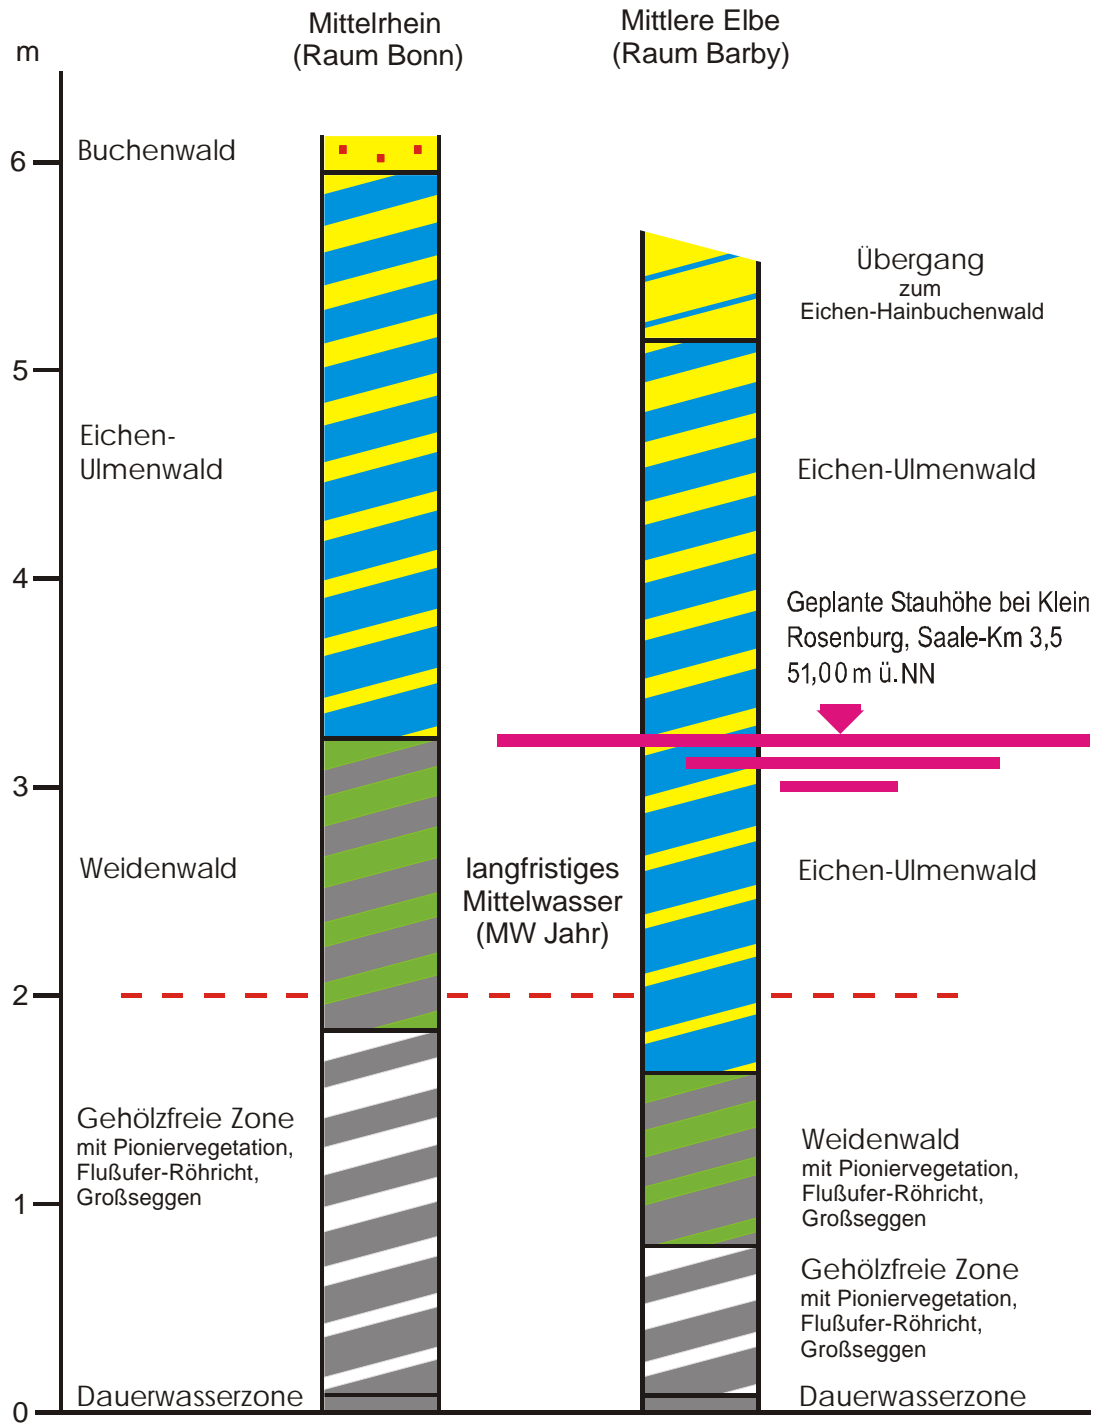 Mittelrhein
(Raum Bonn)
Mittlere Elbe
(Raum Barby)
m
6
5
4
3
2
1
0
Buchenwald
Eichen-
Ulmenwald
Weidenwald
Gehölzfreie Zone
mit Pioniervegetation,
Flußufer-Röhricht,
Großseggen
Dauerwasserzone
langfristiges
Mittelwasser
(MW Jahr)
Übergang
zum
Eichen-Hainbuchenwald
Eichen-Ulmenwald
Geplante Stauhöhe bei Klein
Rosenburg, Saale-Km 3,5
51,00 m ü.NN
Eichen-Ulmenwald
Weidenwald
mit Pioniervegetation,
Flußufer-Röhricht,
Großseggen
Gehölzfreie Zone
mit Pioniervegetation,
Flußufer-Röhricht,
Großseggen
Dauerwasserzone